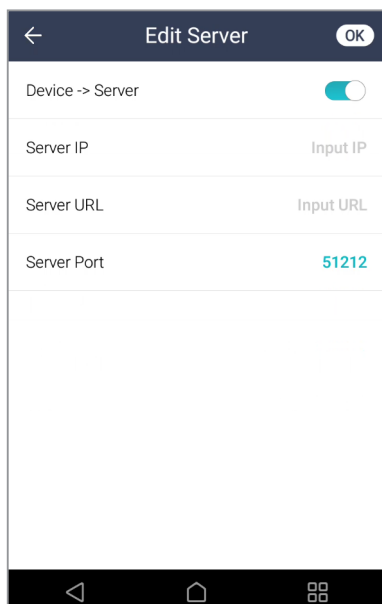 Edit Server
OK
Device -> Server
Server IP
Input IP
Server URL
Input URL
Server Port
51212